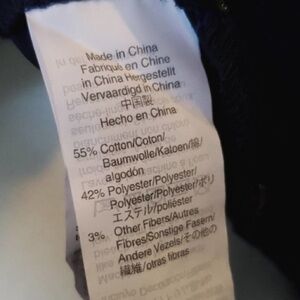 Made in China
Fabriqué en Chine
in China Hergestellt
Vervaardigd in China
中国製
Hecho en China
55% Cotton/Coton/
Baumwolle/Katoen/綿/
algodón
42% Polyester/Polyester/
Polyester/Polyester/ポリ
エステル/poliéster
3% Other Fibers/Autres
Fibres/Sonstige Fasern/
Andere Vezels/その他の
繊維/otras fibras